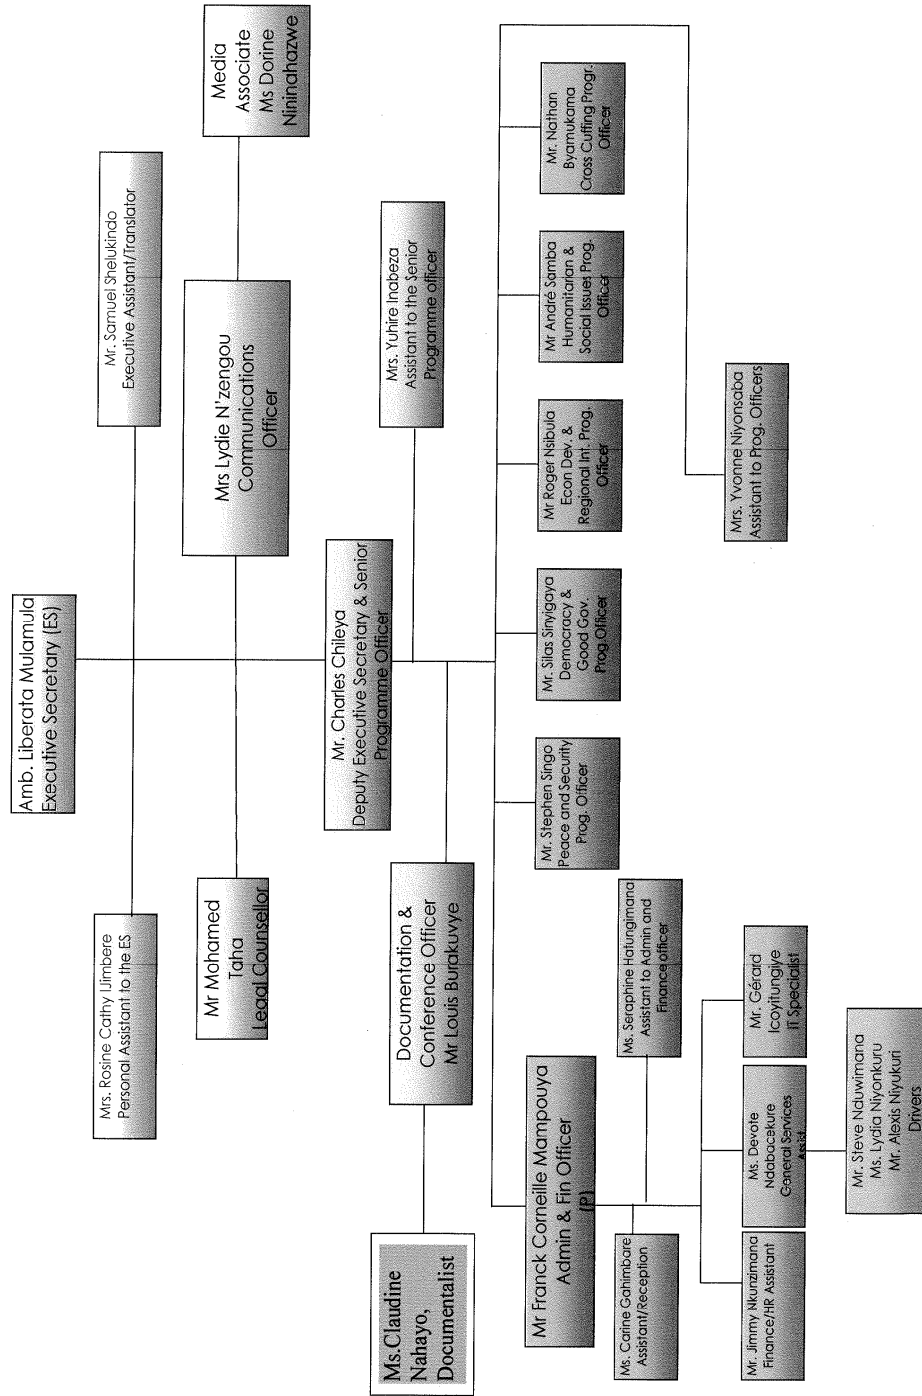 Amb. Liberata Mulamula
Executive Secretary (ES)
Mrs. Rosine Cathy IJimbere
Personal Assistant to the ES
Mr. Samuel Shelukindo
Executive Assistant/Translator
Mr Mohamed
Taha
Legal Counsellor
Mrs Lydie N'zengou
Communications
Officer
Media
Associate
Ms Dorine
Nininahazwe
Mr. Charles Chileya
Deputy Executive Secretary & Senior
Programme Officer
Mrs. Yuhire Inabeza
Assistant to the Senior
Programme officer
Documentation &
Conference Officer
Mr Louis Burakuvye
Ms.Claudine
Nahayo,
Documentalist
Mr Franck Corneille Mampouya
Admin & Fin Officer
(P)
Mr. Stephen Singo
Peace and Security
Prog. Officer
Mr. Silas Sinyigaya
Democracy &
Good Gov.
Prog.Officer
Mr Roger Nsibula
Econ Dev. &
Regional Int. Prog.
Officer
Mr André Samba
Humanitarian &
Social Issues Prog.
Officer
Mr. Nathan
Byamukama
Cross Cuffing Progr.
Officer
Ms. Carine Gahimbare
Assistant/Reception
Ms. Seraphine Hatungimana
Assistant to Admin and
Finance officer
Mrs. Yvonne Niyonsaba
Assistant to Prog. Officers
Mr. Jimmy Nkunzimana
Finance/HR Assistant
Ms. Devote
Ndabacekure
General Services
Assist
Mr. Gérard
Icoyitungiye
IT Specialist
Mr. Steve Nduwimana
Ms. Lydia Niyonkuru
Mr. Alexis Niyukuri
Drivers